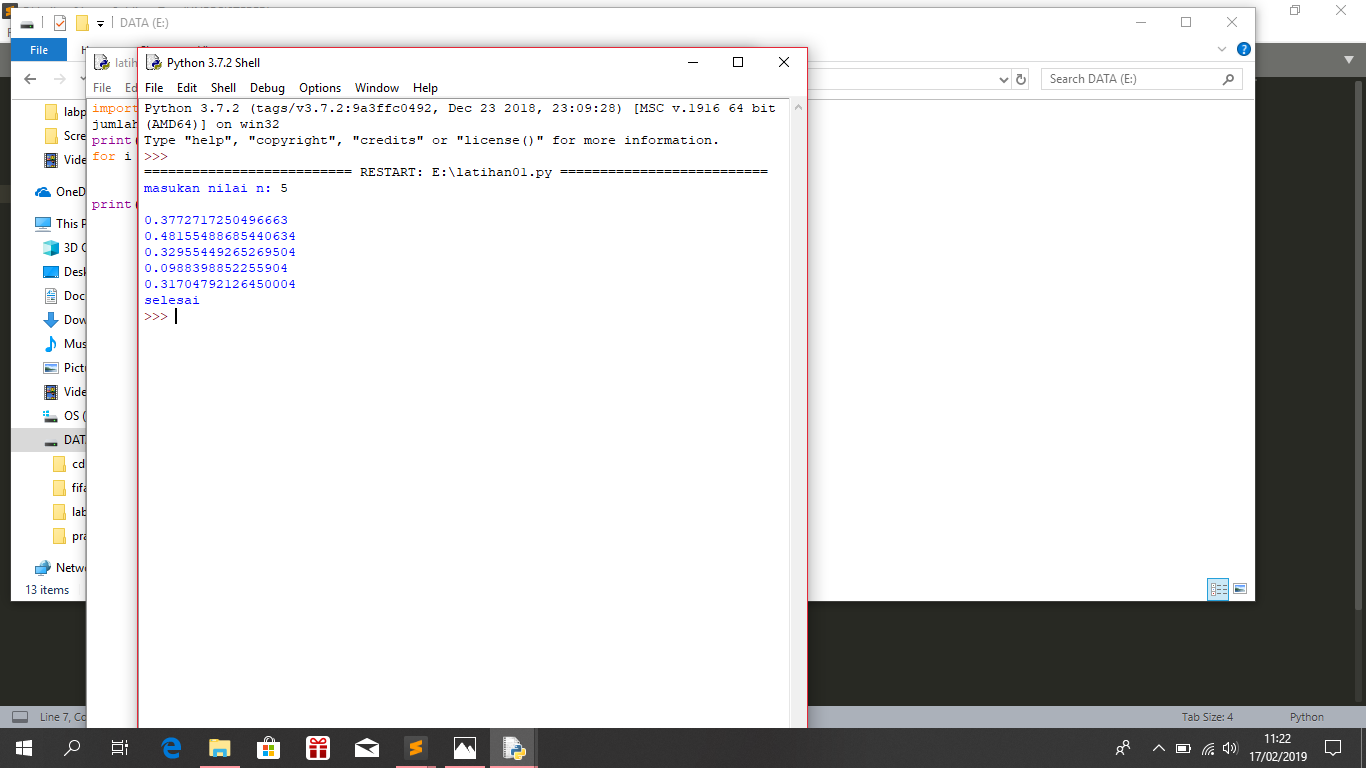 DATA (E:)
File
Search DATA (E:)
labp
Scre
Vide
OneD
This P
3D O
Desk
Doc
Dow
Mus
Pictu
Vide
OS (
DAT
cd
fifa
lab
pra
Netwo
13 items
latih
File Ed
import
jumlah
print(
for i
print(
Python 3.7.2 Shell
File Edit Shell Debug Options Window Help
Python 3.7.2 (tags/v3.7.2:9a3ffc0492, Dec 23 2018, 23:09:28) [MSC v.1916 64 bit
(AMD64)] on win32
Type "help", "copyright", "credits" or "license()" for more information.
>>>
========================== RESTART: E:\latihan01.py ==========================
masukan nilai n: 5
0.3772717250496663
0.48155488685440634
0.32955449265269504
0.0988398852255904
0.31704792126450004
selesai
>>>
Line 7, Co
Tab Size: 4
Python
11:22
17/02/2019